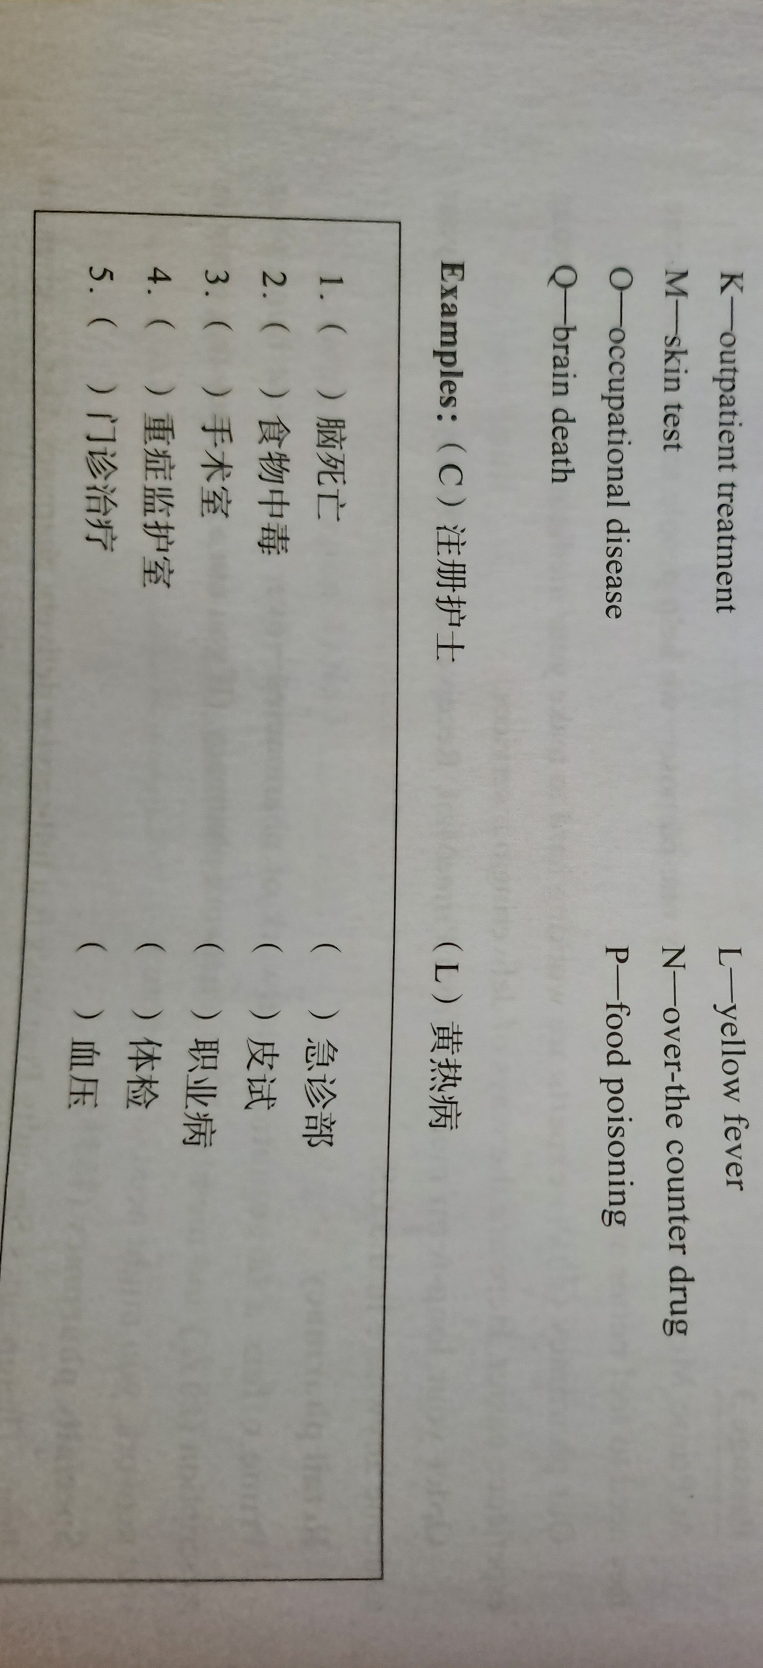 K—outpatient treatment L—yellow fever
M—skin test N—over-the counter drug
O—occupational disease P—food poisoning
Q—brain death
Examples:（C）注册护士 （L）黄热病
1.（ ）脑死亡 （ ）急诊部
2.（ ）食物中毒 （ ）皮试
3.（ ）手术室 （ ）职业病
4.（ ）重症监护室 （ ）体检
5.（ ）门诊治疗 （ ）血压